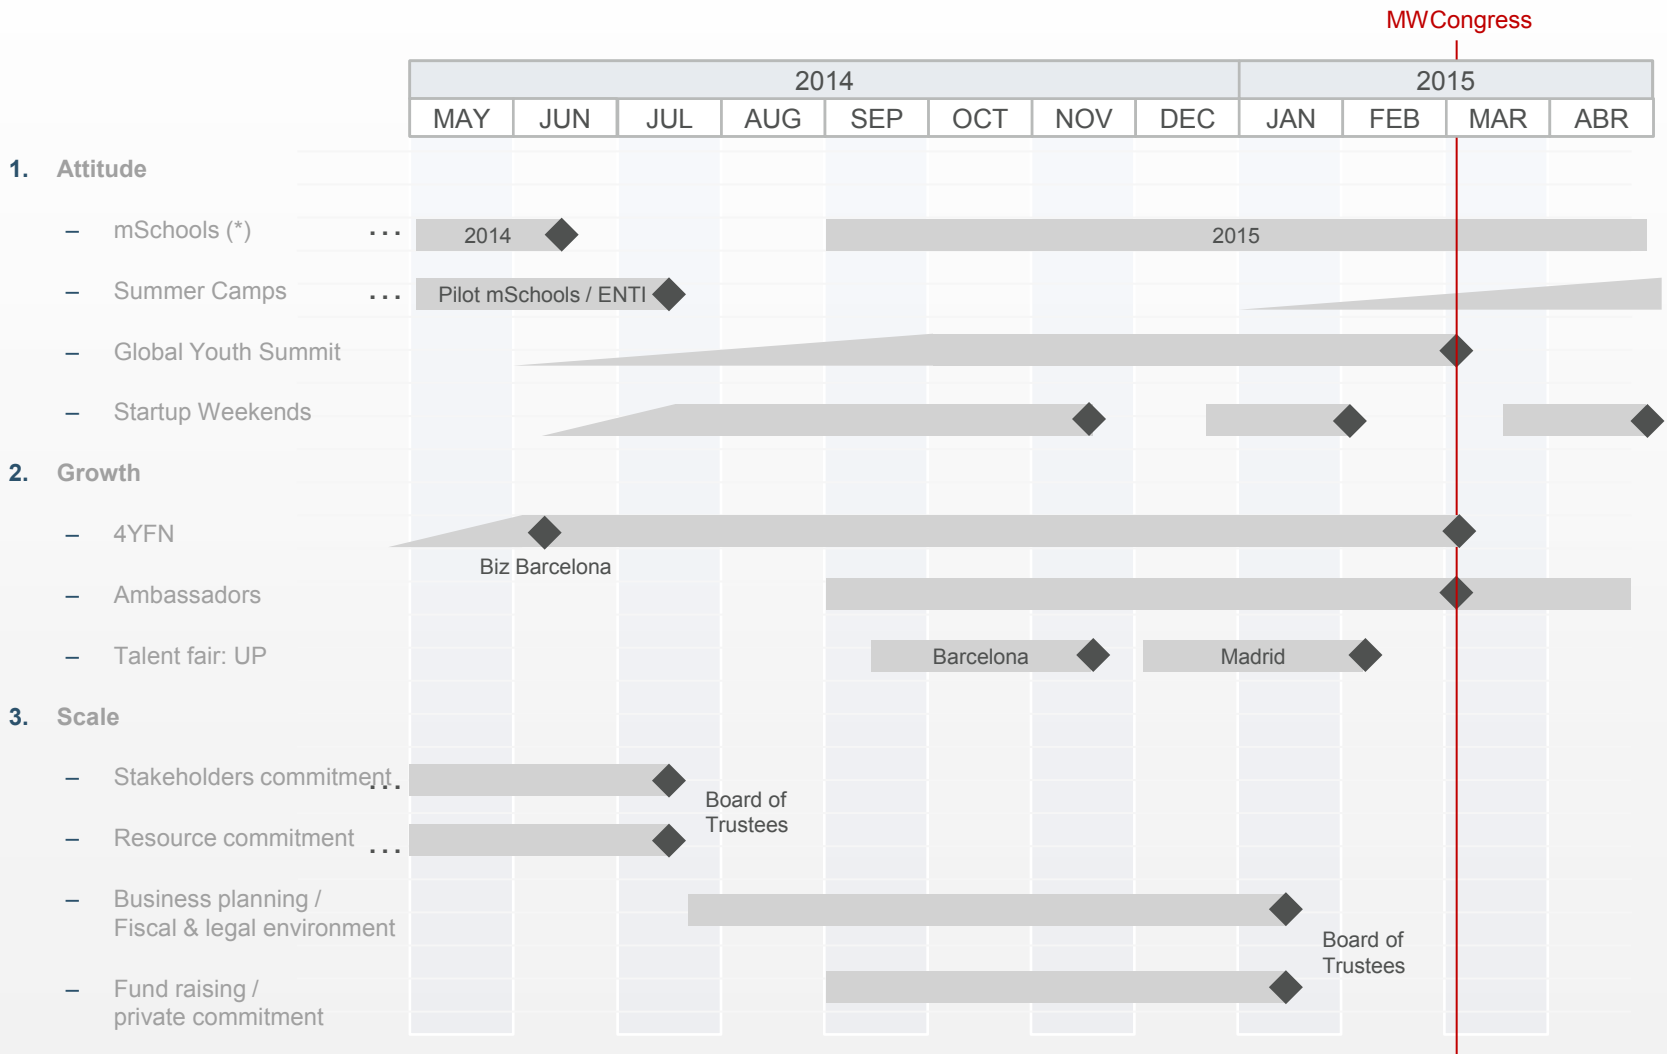 MWCongress
2014 2015
MAY JUN JUL AUG SEP OCT NOV DEC JAN FEB MAR ABR
1. Attitude
– mSchools (*) ... 2014 2015
– Summer Camps ... Pilot mSchools / ENTI
– Global Youth Summit
– Startup Weekends
2. Growth
– 4YFN
Biz Barcelona
– Ambassadors
– Talent fair: UP Barcelona Madrid
3. Scale
– Stakeholders commitment ...
Board of
Trustees
– Resource commitment ...
– Business planning /
Fiscal & legal environment
Board of
Trustees
– Fund raising /
private commitment